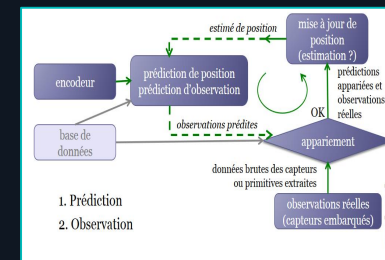 estimé de position
mise à jour de
position
(estimation ?)
encodeur
prédiction de position
prédiction d'observation
prédictions
appariées et
observations
réelles
OK
base de
données
observations prédites
appariement
données brutes des capteurs
ou primitives extraites
1. Prédiction
2. Observation
observations réelles
(capteurs embarqués)